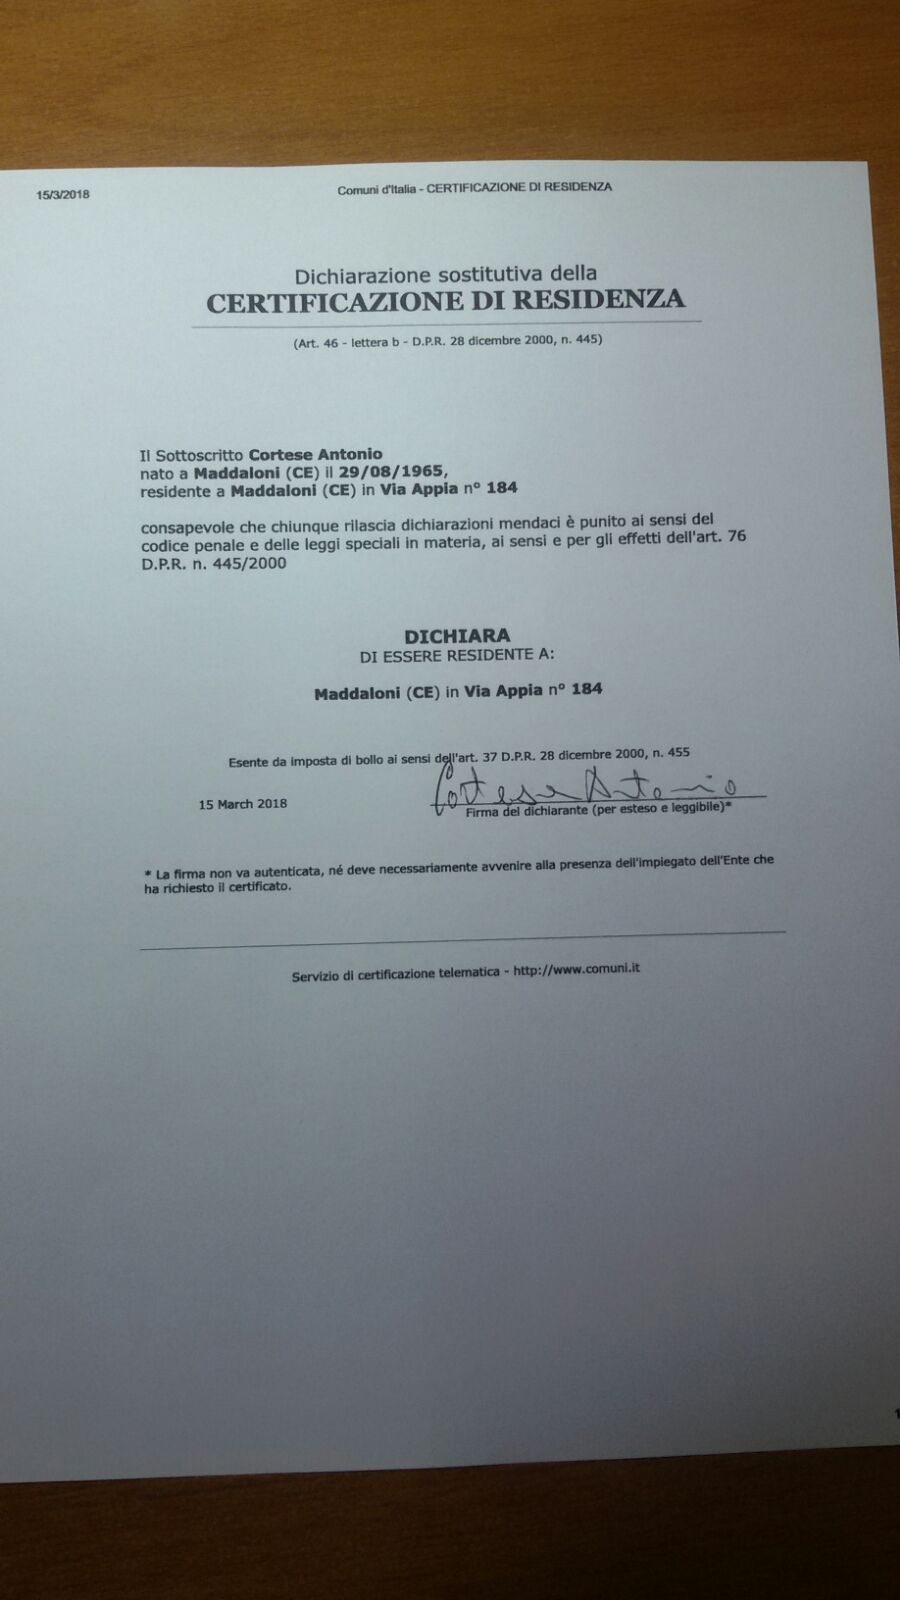 15/3/2018
Comuni d'Italia - CERTIFICAZIONE DI RESIDENZA
Dichiarazione sostitutiva della
CERTIFICAZIONE DI RESIDENZA
(Art. 46 - lettera b - D.P.R. 28 dicembre 2000, n. 445)
Il Sottoscritto Cortese Antonio
nato a Maddaloni (CE) il 29/08/1965,
residente a Maddaloni (CE) in Via Appia n° 184
consapevole che chiunque rilascia dichiarazioni mendaci è punito ai sensi del
codice penale e delle leggi speciali in materia, ai sensi e per gli effetti dell'art. 76
D.P.R. n. 445/2000
DICHIARA
DI ESSERE RESIDENTE A:
Maddaloni (CE) in Via Appia n° 184
Esente da imposta di bollo ai sensi dell'art. 37 D.P.R. 28 dicembre 2000, n. 455
15 March 2018
Cortese Antonio
Firma del dichiarante (per esteso e leggibile)*
* La firma non va autenticata, né deve necessariamente avvenire alla presenza dell'impiegato dell'Ente che
ha richiesto il certificato.
Servizio di certificazione telematica - http://www.comuni.it